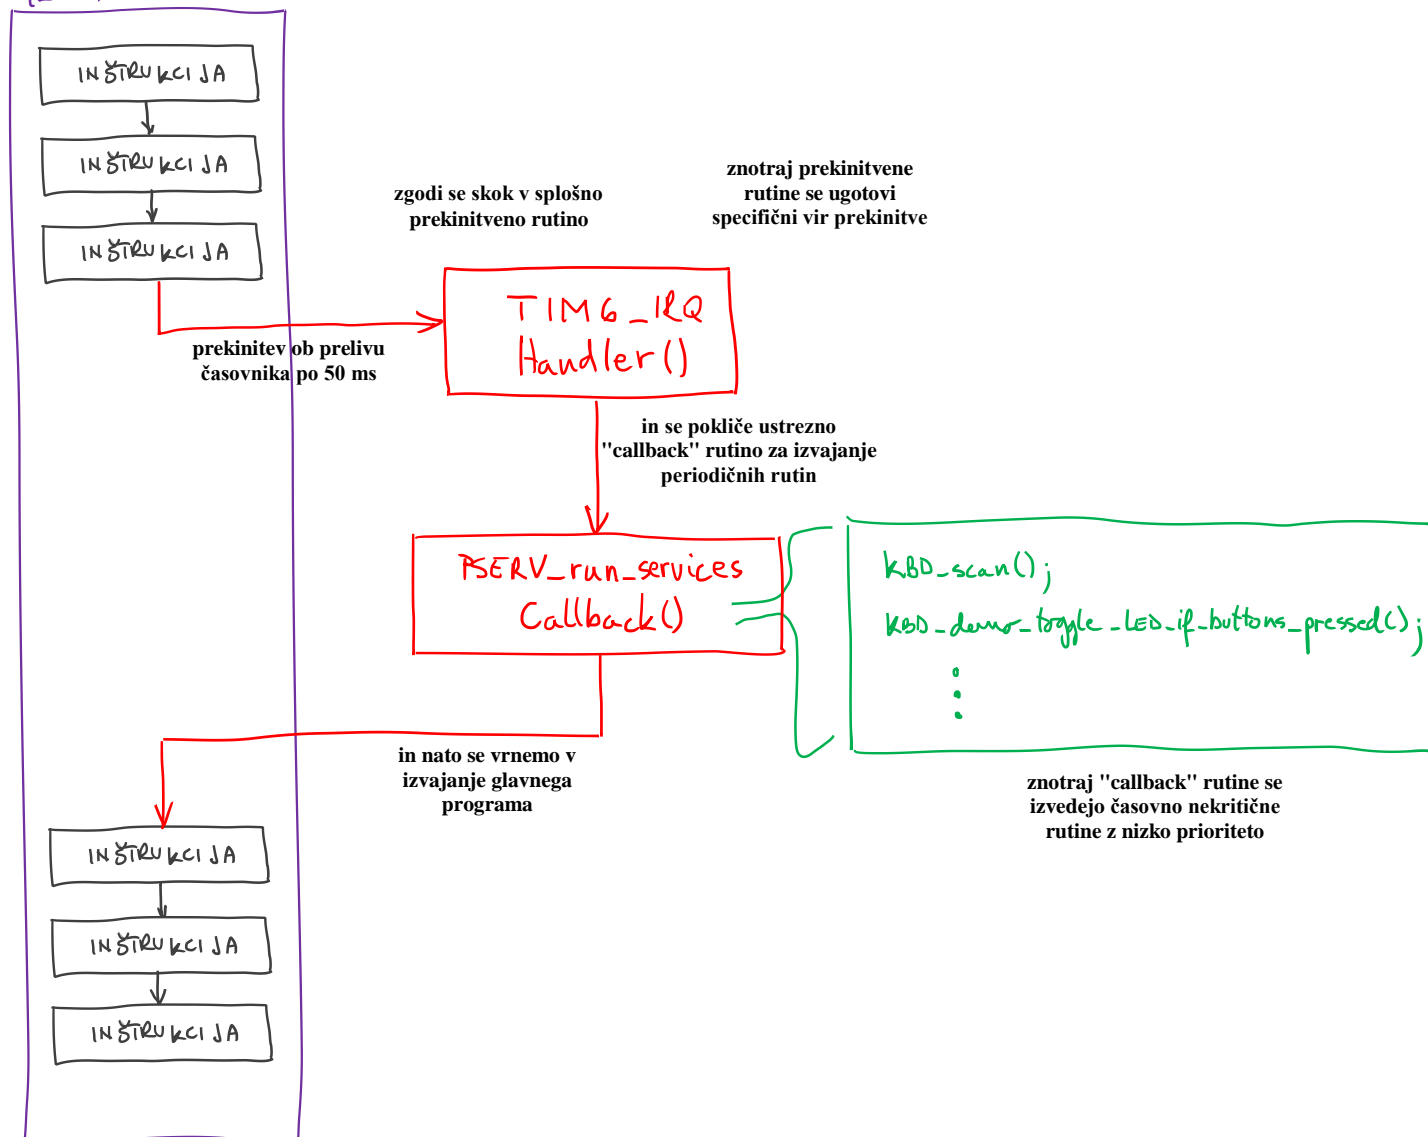 INŠTRUKCIJA
INŠTRUKCIJA
INŠTRUKCIJA
zgodi se skok v splošno
prekinitveno rutino
znotraj prekinitvene
rutine se ugotovi
specifični vir prekinitve
TIM6_IRQ
Handler()
prekinitev ob prelivu
časovnika po 50 ms
in se pokliče ustrezno
"callback" rutino za izvajanje
periodičnih rutin
PSERV_run_services
Callback()
KBD_scan();
KBD_demo_toggle_LED_if_buttons_pressed();
in nato se vrnemo v
izvajanje glavnega
programa
znotraj "callback" rutine se
izvedejo časovno nekritične
rutine z nizko prioriteto
INŠTRUKCIJA
INŠTRUKCIJA
INŠTRUKCIJA